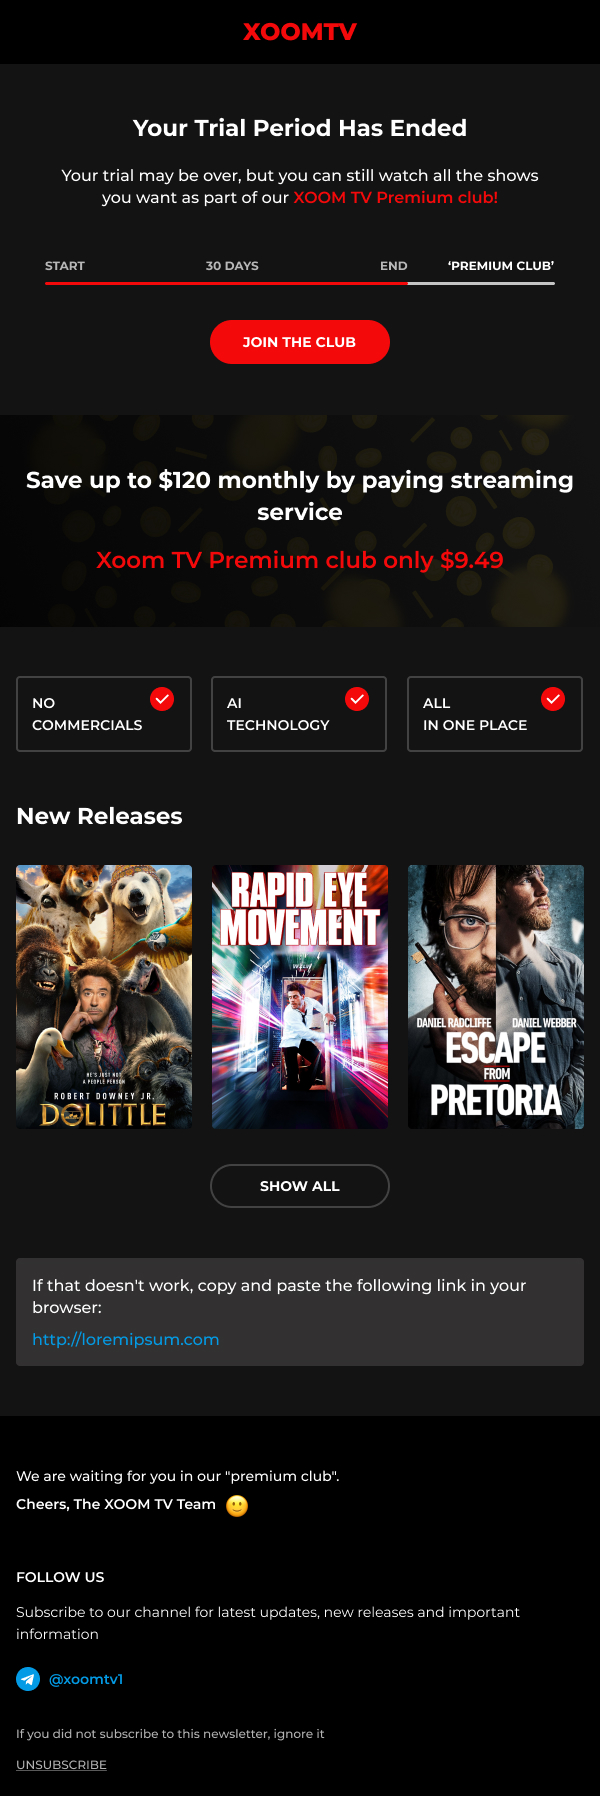 XOOMTV
Your Trial Period Has Ended
Your trial may be over, but you can still watch all the shows
you want as part of our XOOM TV Premium club!
START 30 DAYS END ‘PREMIUM CLUB’
JOIN THE CLUB
Save up to $120 monthly by paying streaming
service
Xoom TV Premium club only $9.49
NO
COMMERCIALS
AI
TECHNOLOGY
ALL
IN ONE PLACE
New Releases
HE'S JUST NOT
A PEOPLE PERSON
ROBERT DOWNEY JR.
DOLITTLE
RAPID EYE
MOVEMENT
DANIEL RADCLIFFE DANIEL WEBBER
ESCAPE
FROM
PRETORIA
SHOW ALL
If that doesn't work, copy and paste the following link in your
browser:
http://loremipsum.com
We are waiting for you in our "premium club".
Cheers, The XOOM TV Team 🙂
FOLLOW US
Subscribe to our channel for latest updates, new releases and important
information
@xoomtv1
If you did not subscribe to this newsletter, ignore it
UNSUBSCRIBE